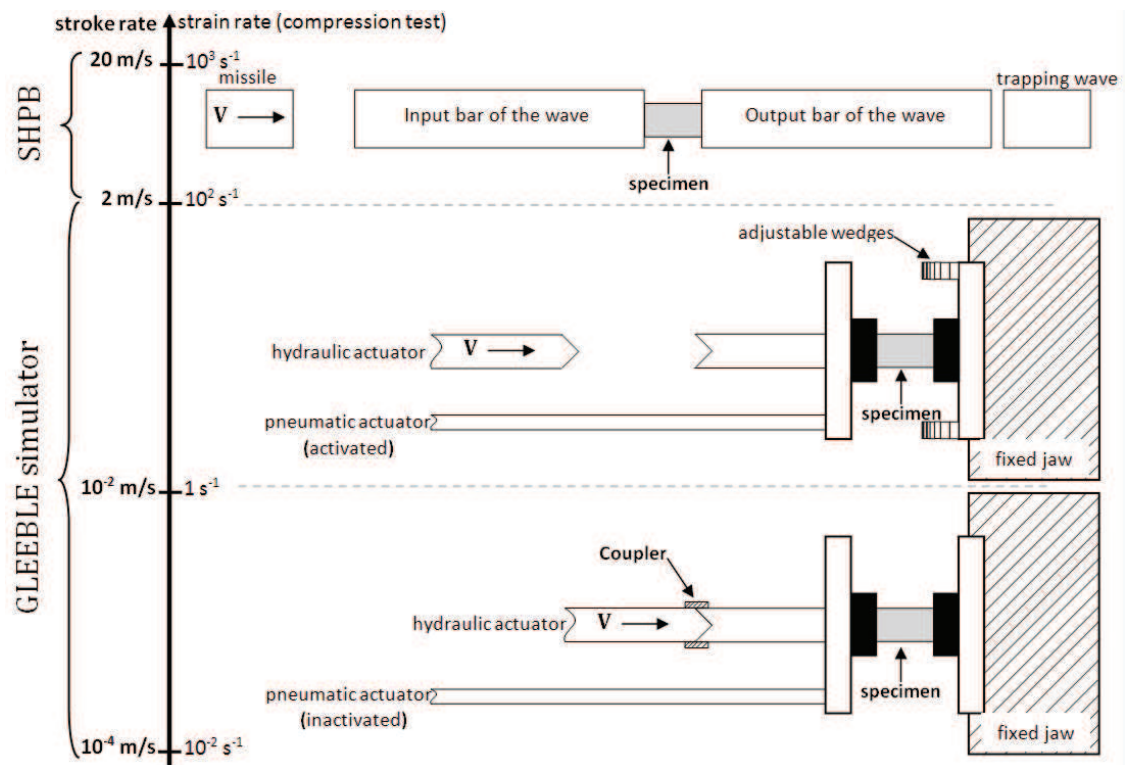 stroke rate
strain rate (compression test)
20 m/s
10³ s⁻¹
SHPB
missile
V
Input bar of the wave
Output bar of the wave
trapping wave
specimen
2 m/s
10² s⁻¹
GLEEBLE simulator
adjustable wedges
hydraulic actuator
V
pneumatic actuator
(activated)
specimen
fixed jaw
10⁻² m/s
1 s⁻¹
Coupler
hydraulic actuator
V
pneumatic actuator
(inactivated)
specimen
fixed jaw
10⁻⁴ m/s
10⁻² s⁻¹